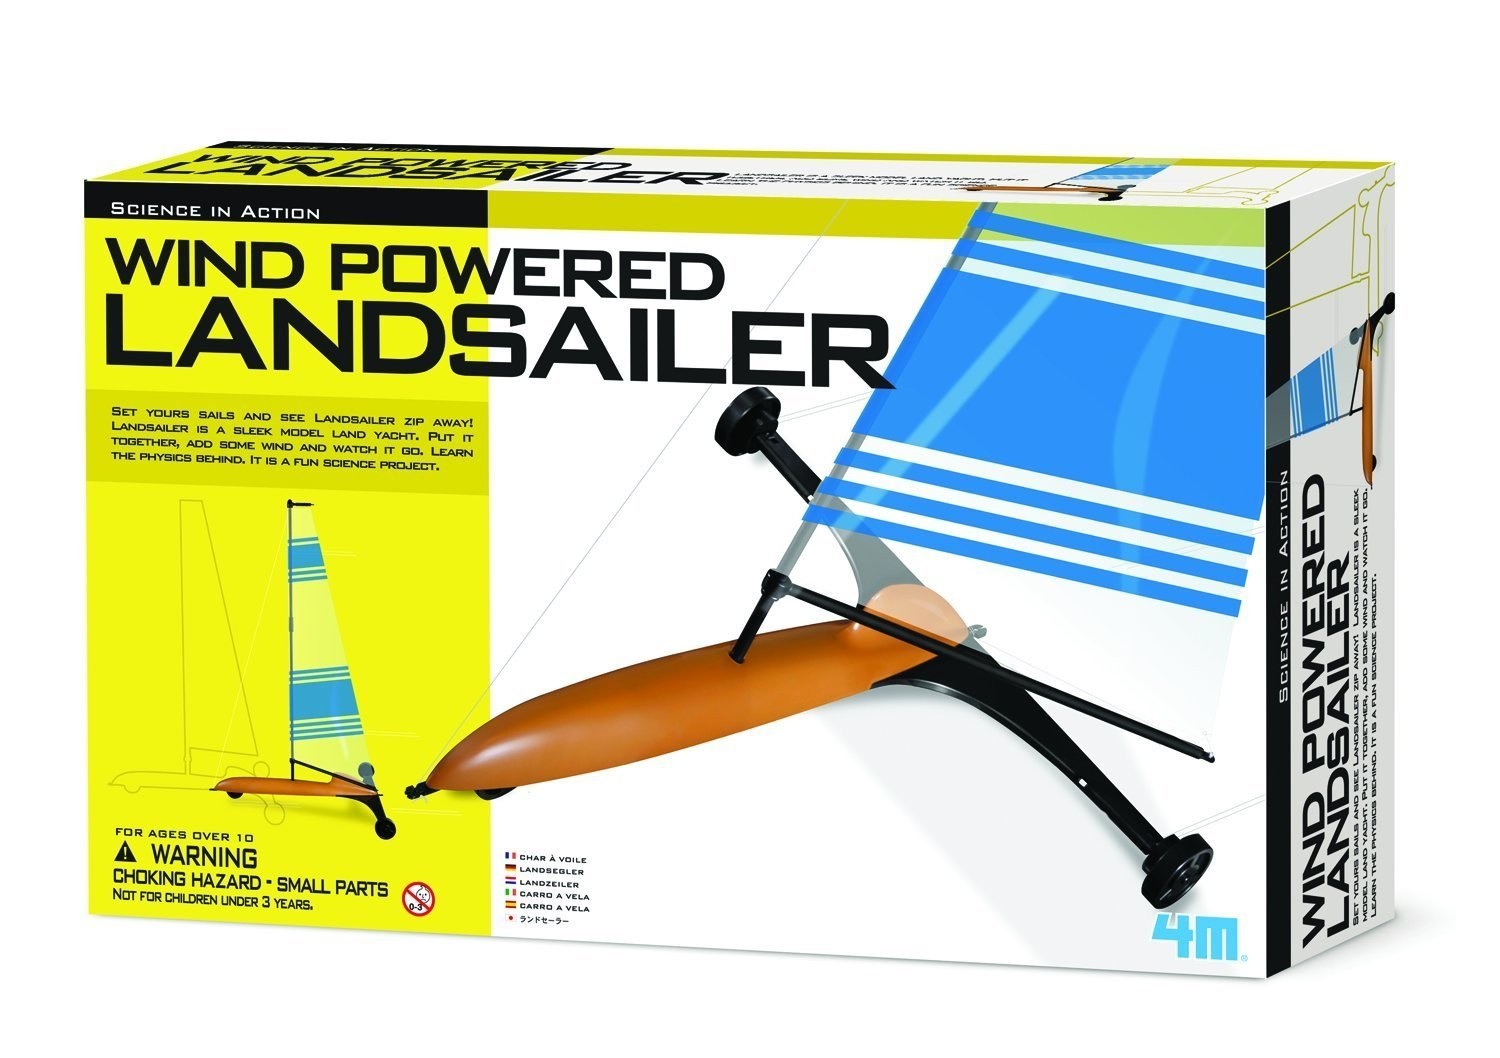 SCIENCE IN ACTION
WIND POWERED
LANDSAILER
SCIENCE IN ACTION
WIND POWERED
LANDSAILER
SET YOURS SAILS AND SEE LANDSAILER ZIP AWAY!
LANDSAILER IS A SLEEK MODEL LAND YACHT. PUT IT
TOGETHER, ADD SOME WIND AND WATCH IT GO. LEARN
THE PHYSICS BEHIND. IT IS A FUN SCIENCE PROJECT.
FOR AGES OVER 10
WARNING
CHOKING HAZARD - SMALL PARTS
NOT FOR CHILDREN UNDER 3 YEARS.
0-3
CHAR À VOILE
LANDSEGLER
LANDZEILER
CARRO A VELA
CARRO A VELA
ランドセーラー
4M®
SCIENCE IN ACTION
WIND POWERED
LANDSAILER
SET YOURS SAILS AND SEE LANDSAILER ZIP AWAY! LANDSAILER IS A SLEEK
MODEL LAND YACHT. PUT IT TOGETHER, ADD SOME WIND AND WATCH IT GO.
LEARN THE PHYSICS BEHIND. IT IS A FUN SCIENCE PROJECT.